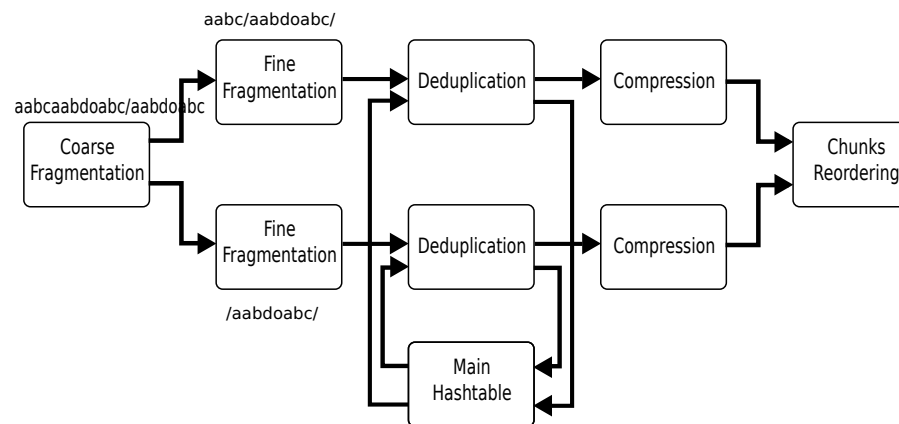 aabc/aabdoabc/
Fine
Fragmentation
Deduplication
Compression
aabcaabdoabc/aabdoabc
Coarse
Fragmentation
Chunks
Reordering
Fine
Fragmentation
Deduplication
Compression
/aabdoabc/
Main
Hashtable